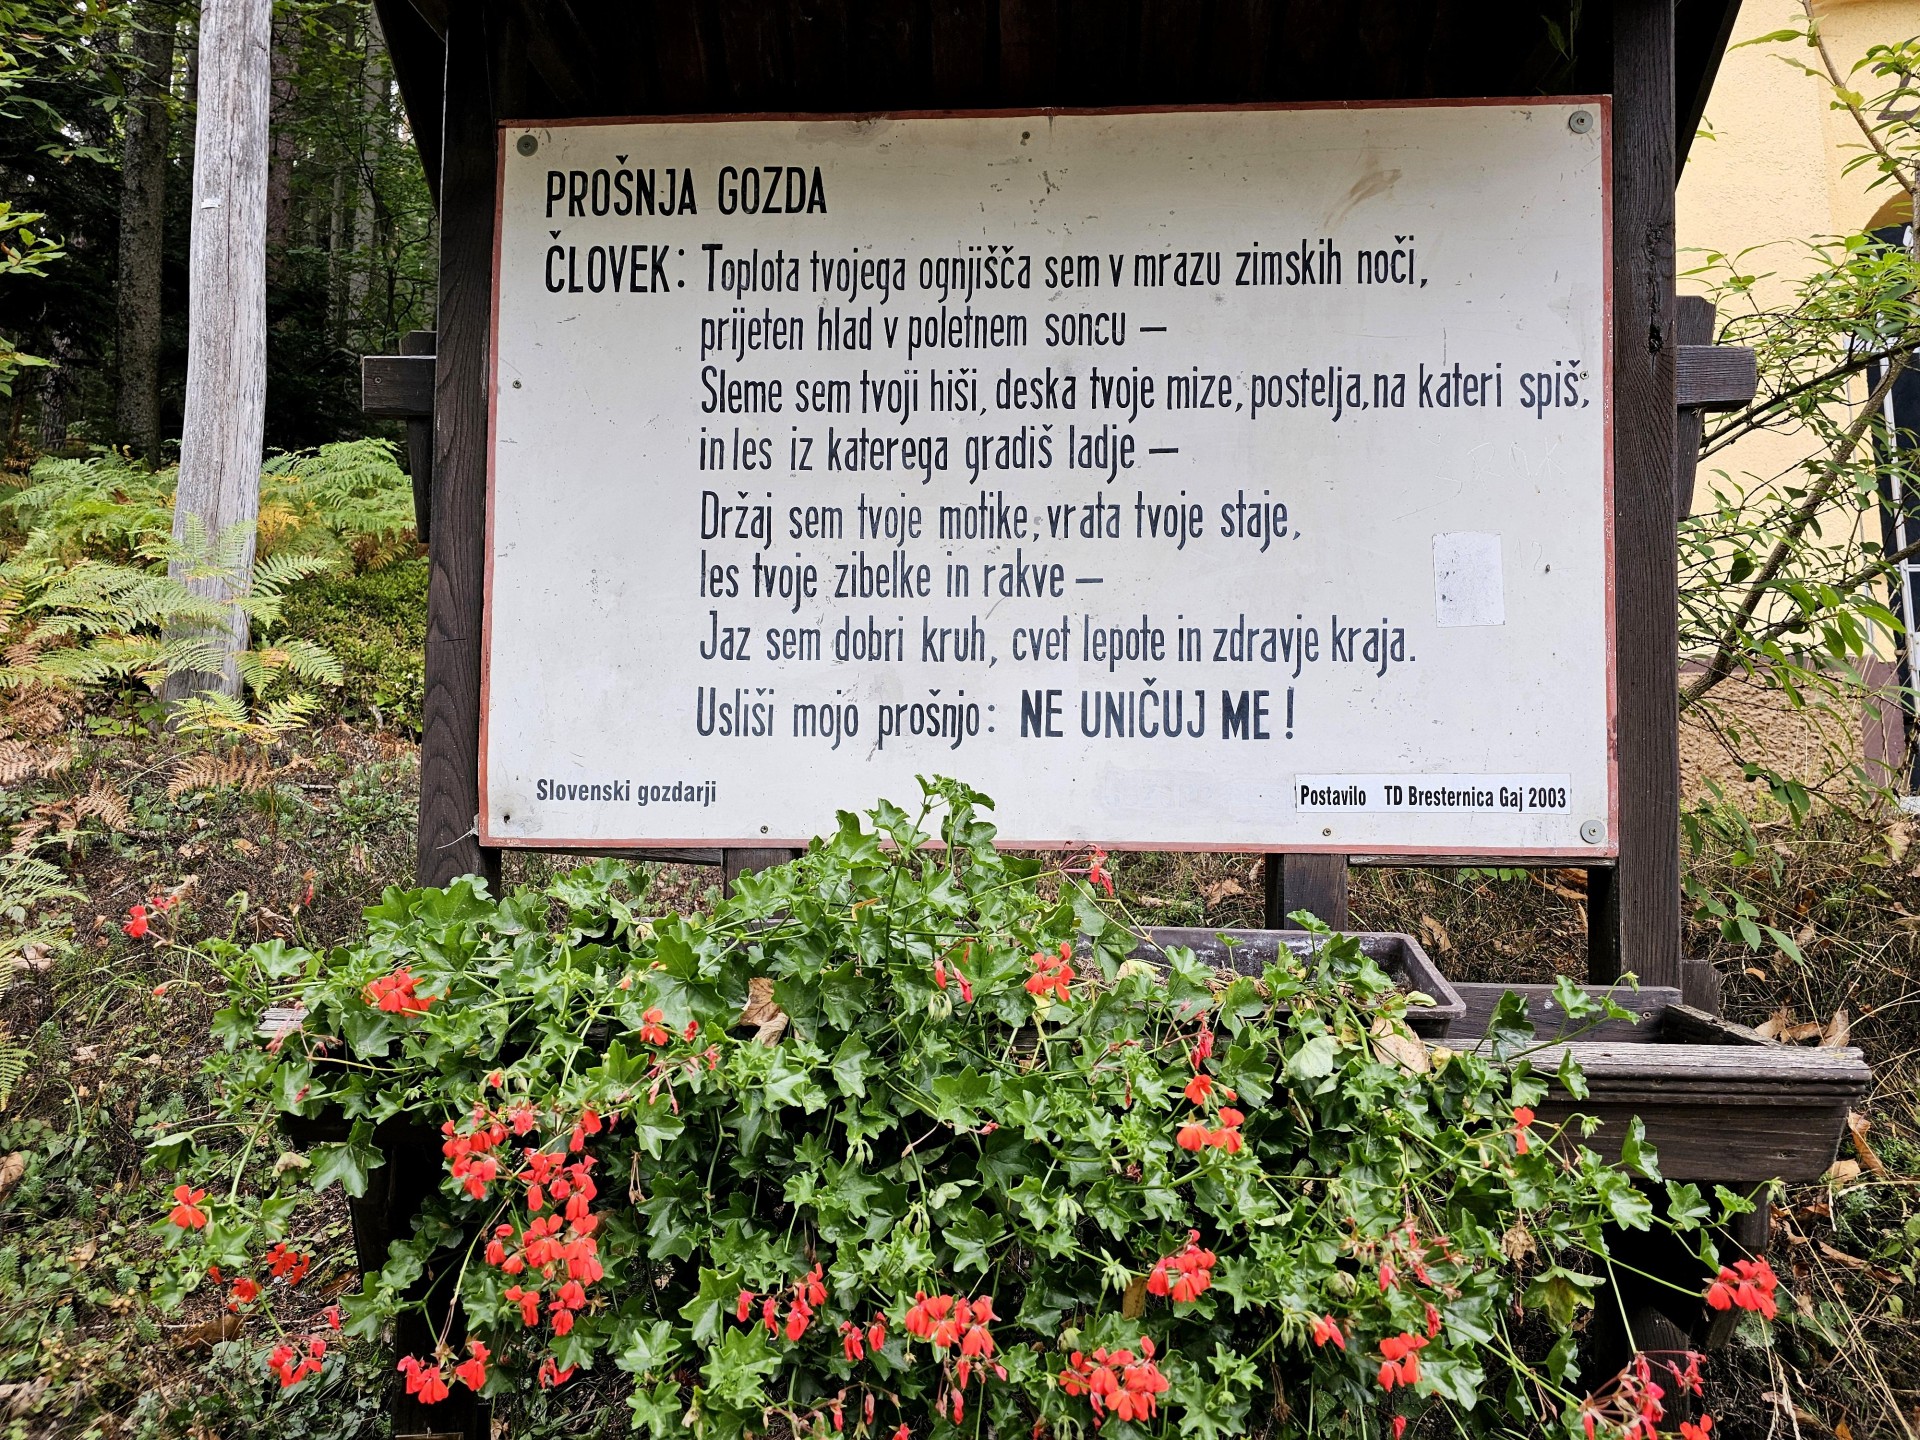 PROŠNJA GOZDA
ČLOVEK: Toplota tvojega ognjišča sem v mrazu zimskih noči,
prijeten hlad v poletnem soncu –
Sleme sem tvoji hiši, deska tvoje mize, postelja, na kateri spiš,
in les iz katerega gradiš ladje –
Držaj sem tvoje motike, vrata tvoje staje,
les tvoje zibelke in rakve –
Jaz sem dobri kruh, cvet lepote in zdravje kraja.
Usliši mojo prošnjo: NE UNIČUJ ME !
Slovenski gozdarji
Postavilo TD Bresternica Gaj 2003